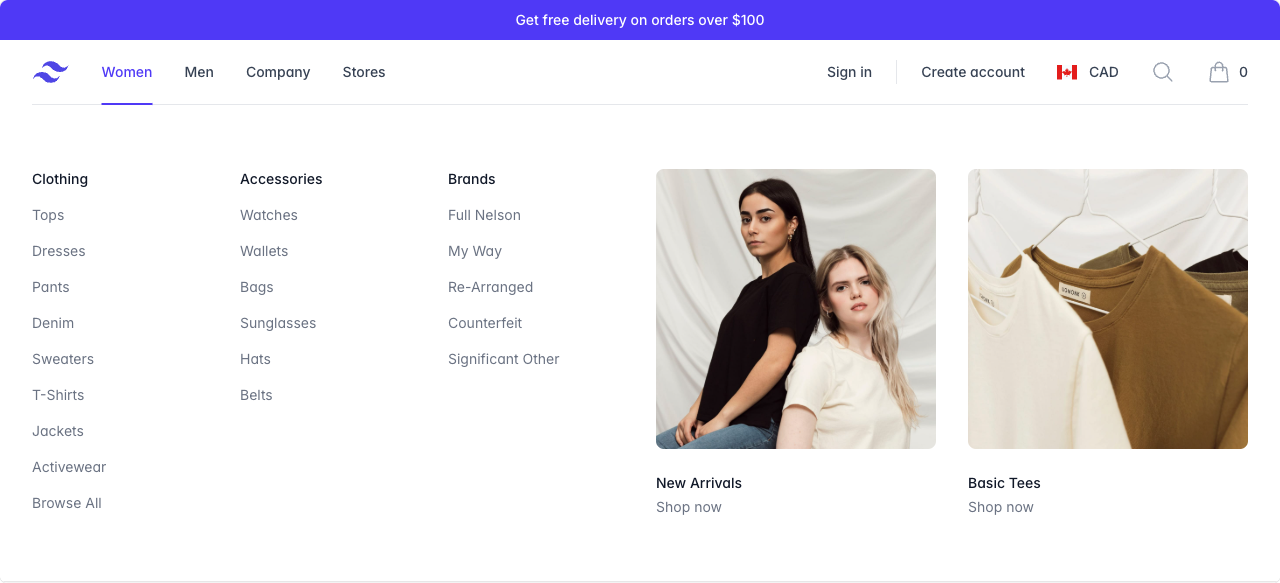 Get free delivery on orders over $100
Women Men Company Stores Sign in Create account CAD 0
Clothing
Tops
Dresses
Pants
Denim
Sweaters
T-Shirts
Jackets
Activewear
Browse All
Accessories
Watches
Wallets
Bags
Sunglasses
Hats
Belts
Brands
Full Nelson
My Way
Re-Arranged
Counterfeit
Significant Other
New Arrivals
Shop now
Basic Tees
Shop now